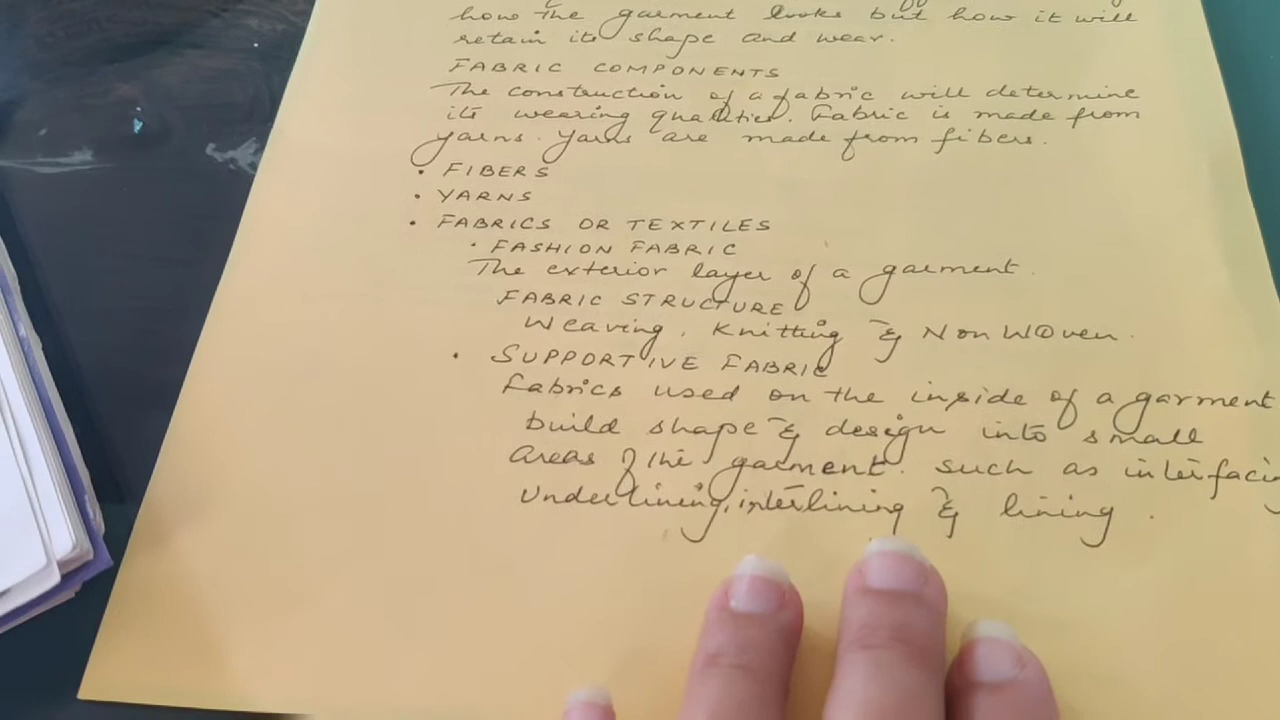 how the garment looks but how it will
retain its shape and wear.
FABRIC COMPONENTS
The construction of a fabric will determine
its wearing qualities. Fabric is made from
yarns. Yarns are made from fibers.
• FIBERS
• YARNS
• FABRICS OR TEXTILES
• FASHION FABRIC
The exterior layer of a garment.
FABRIC STRUCTURE
Weaving, Knitting & Non Woven.
• SUPPORTIVE FABRIC
Fabrics used on the inside of a garment
build shape & design into small
areas of the garment. such as interfacing
Underlining, interlining & lining.